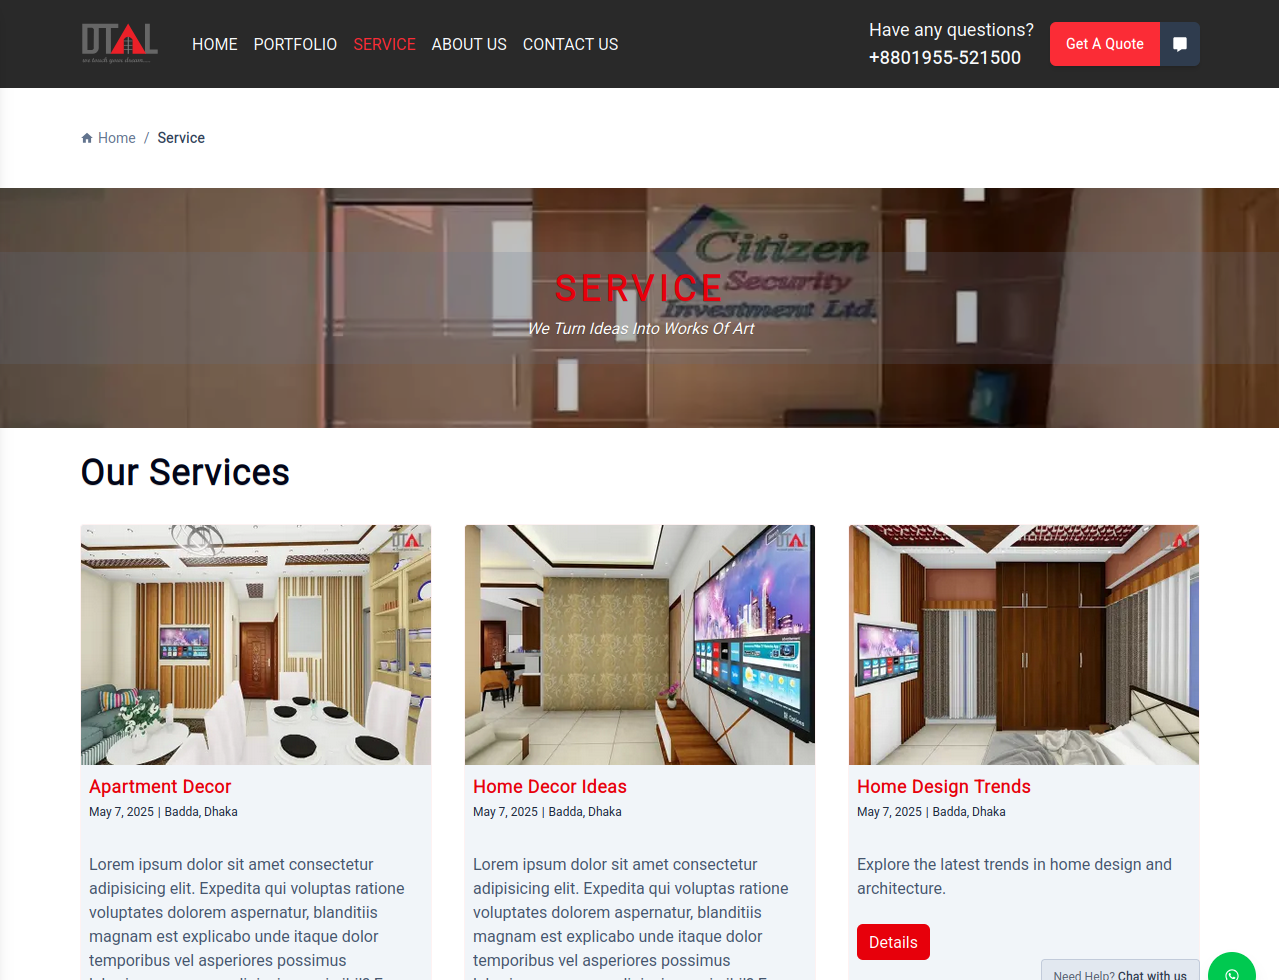 DTAL
we touch your dream....
HOME PORTFOLIO SERVICE ABOUT US CONTACT US
Have any questions?
+8801955-521500
Get A Quote
Home / Service
Citizen
Security
Investment Ltd.
SERVICE
We Turn Ideas Into Works Of Art
Our Services
DTAL
DTAL
Apartment Decor
May 7, 2025 | Badda, Dhaka
Lorem ipsum dolor sit amet consectetur
adipisicing elit. Expedita qui voluptas ratione
voluptates dolorem aspernatur, blanditiis
magnam est explicabo unde itaque dolor
temporibus vel asperiores possimus
Home Decor Ideas
May 7, 2025 | Badda, Dhaka
Lorem ipsum dolor sit amet consectetur
adipisicing elit. Expedita qui voluptas ratione
voluptates dolorem aspernatur, blanditiis
magnam est explicabo unde itaque dolor
temporibus vel asperiores possimus
Home Design Trends
May 7, 2025 | Badda, Dhaka
Explore the latest trends in home design and
architecture.
Details
Need Help? Chat with us